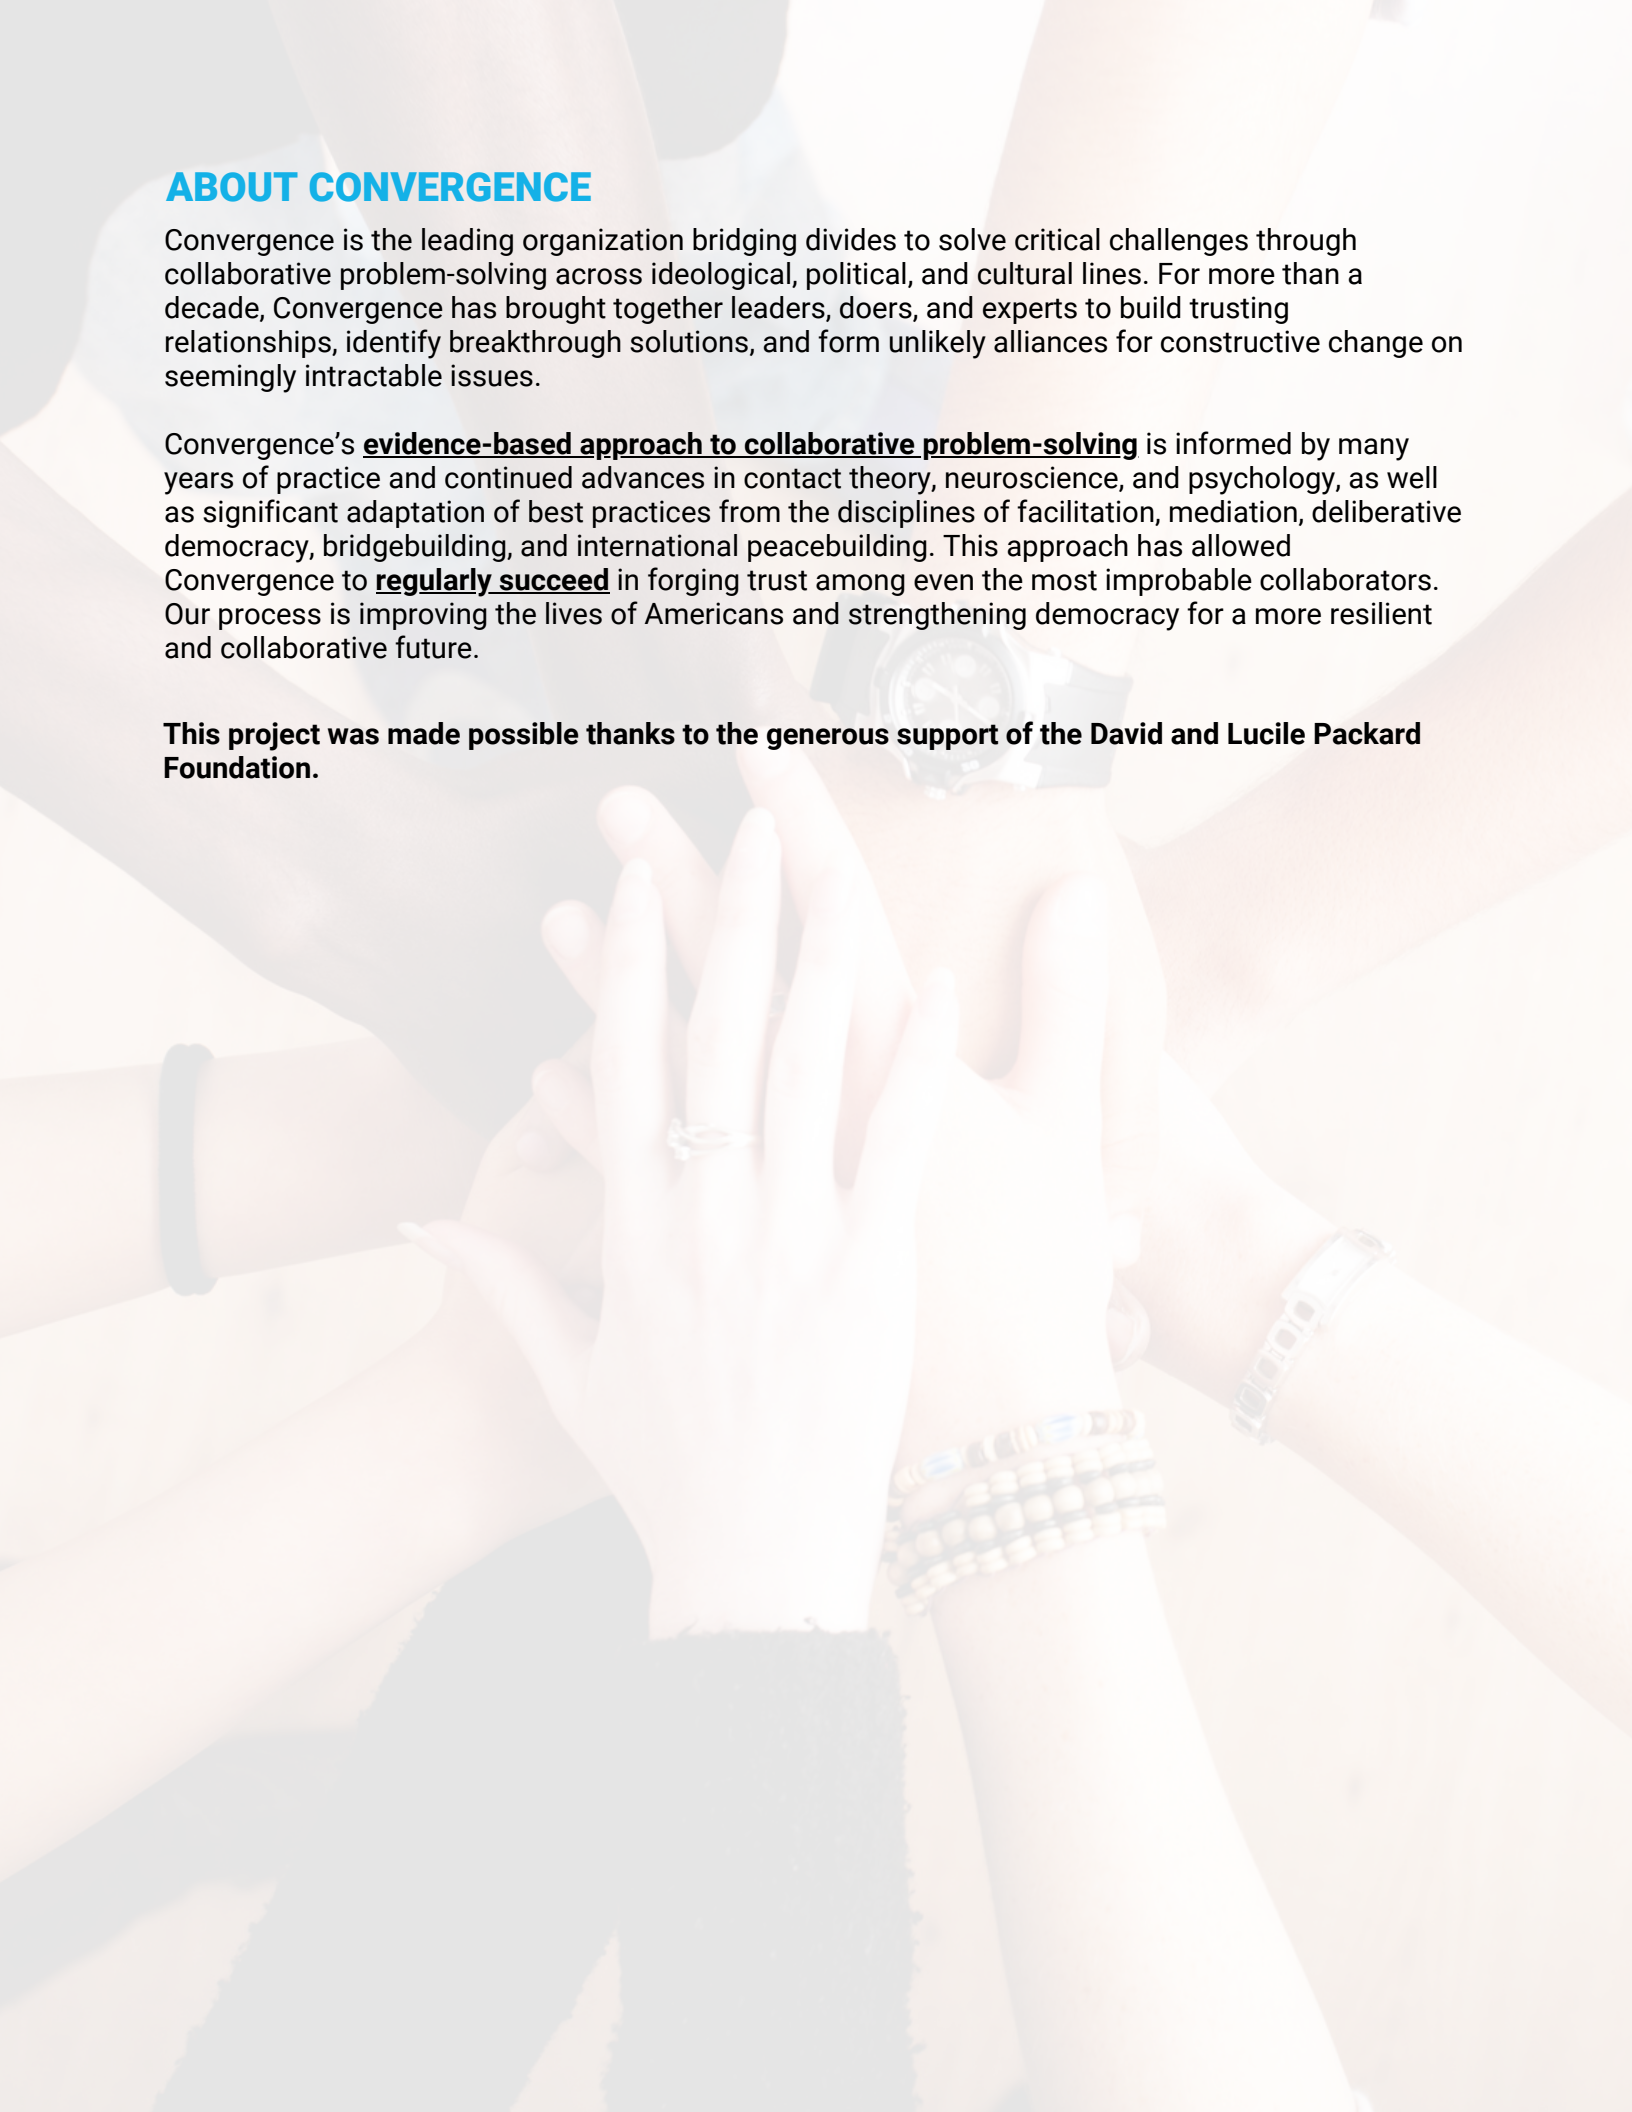 ABOUT CONVERGENCE
Convergence is the leading organization bridging divides to solve critical challenges through
collaborative problem-solving across ideological, political, and cultural lines. For more than a
decade, Convergence has brought together leaders, doers, and experts to build trusting
relationships, identify breakthrough solutions, and form unlikely alliances for constructive change on
seemingly intractable issues.
Convergence’s evidence-based approach to collaborative problem-solving is informed by many
years of practice and continued advances in contact theory, neuroscience, and psychology, as well
as significant adaptation of best practices from the disciplines of facilitation, mediation, deliberative
democracy, bridgebuilding, and international peacebuilding. This approach has allowed
Convergence to regularly succeed in forging trust among even the most improbable collaborators.
Our process is improving the lives of Americans and strengthening democracy for a more resilient
and collaborative future.
This project was made possible thanks to the generous support of the David and Lucile Packard
Foundation.